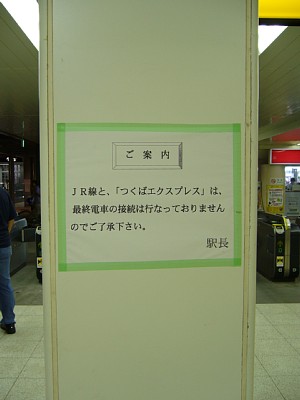 ご案内
JR線と、「つくばエクスプレス」は、
最終電車の接続は行なっておりません
のでご了承下さい。
駅長